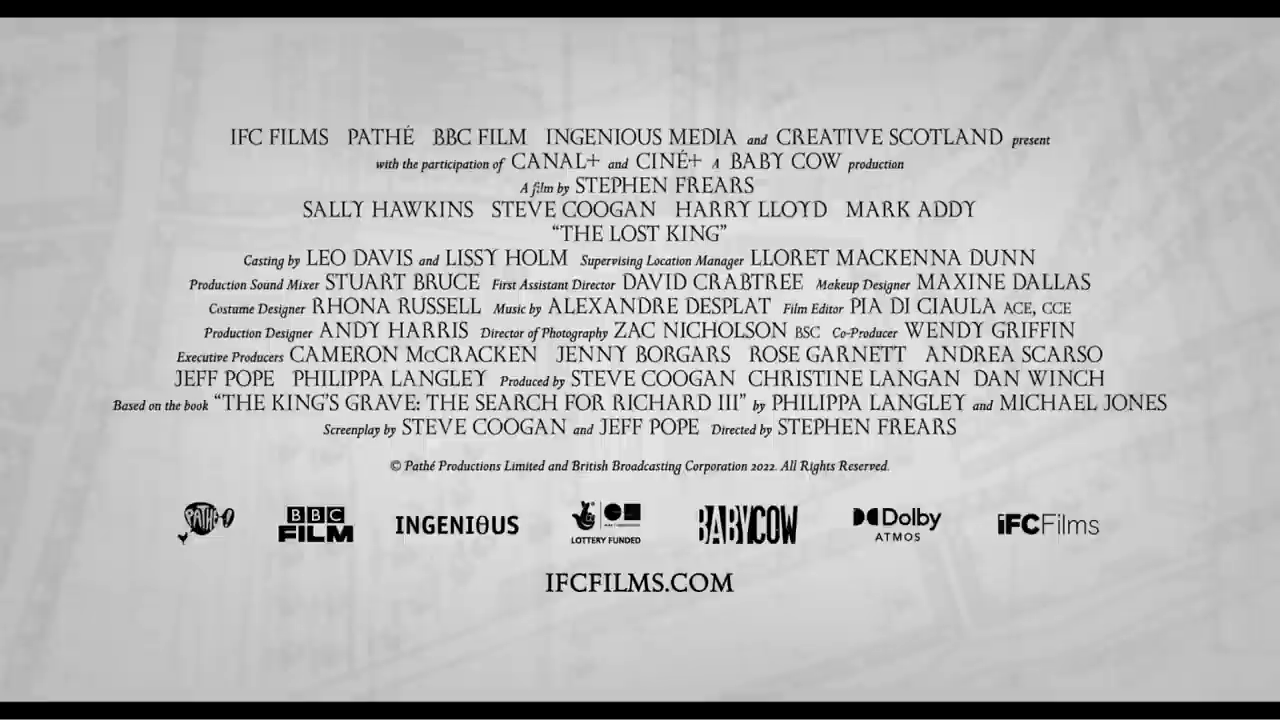 IFC FILMS PATHÉ BBC FILM INGENIOUS MEDIA and CREATIVE SCOTLAND present
with the participation of CANAL+ and CINÉ+ A BABY COW production
A film by STEPHEN FREARS
SALLY HAWKINS STEVE COOGAN HARRY LLOYD MARK ADDY
“THE LOST KING”
Casting by LEO DAVIS and LISSY HOLM Supervising Location Manager LLORET MACKENNA DUNN
Production Sound Mixer STUART BRUCE First Assistant Director DAVID CRABTREE Makeup Designer MAXINE DALLAS
Costume Designer RHONA RUSSELL Music by ALEXANDRE DESPLAT Film Editor PIA DI CIAULA ACE, CCE
Production Designer ANDY HARRIS Director of Photography ZAC NICHOLSON BSC Co-Producer WENDY GRIFFIN
Executive Producers CAMERON McCRACKEN JENNY BORGARS ROSE GARNETT ANDREA SCARSO
JEFF POPE PHILIPPA LANGLEY Produced by STEVE COOGAN CHRISTINE LANGAN DAN WINCH
Based on the book “THE KING’S GRAVE: THE SEARCH FOR RICHARD III” by PHILIPPA LANGLEY and MICHAEL JONES
Screenplay by STEVE COOGAN and JEFF POPE Directed by STEPHEN FREARS
© Pathé Productions Limited and British Broadcasting Corporation 2022. All Rights Reserved.
PATHÉ BBC FILM INGENIOUS LOTTERY FUNDED BABYCOW Dolby ATMOS IFC Films
IFCFILMS.COM